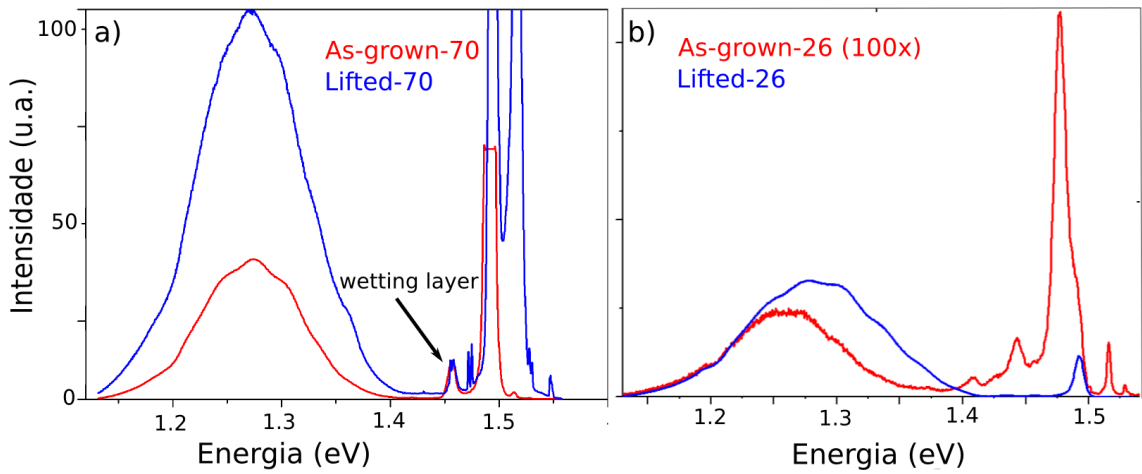 a)
As-grown-70
Lifted-70
wetting layer
Intensidade (u.a.)
100
50
0
1.2 1.3 1.4 1.5
Energia (eV)
b)
As-grown-26 (100x)
Lifted-26
1.2 1.3 1.4 1.5
Energia (eV)